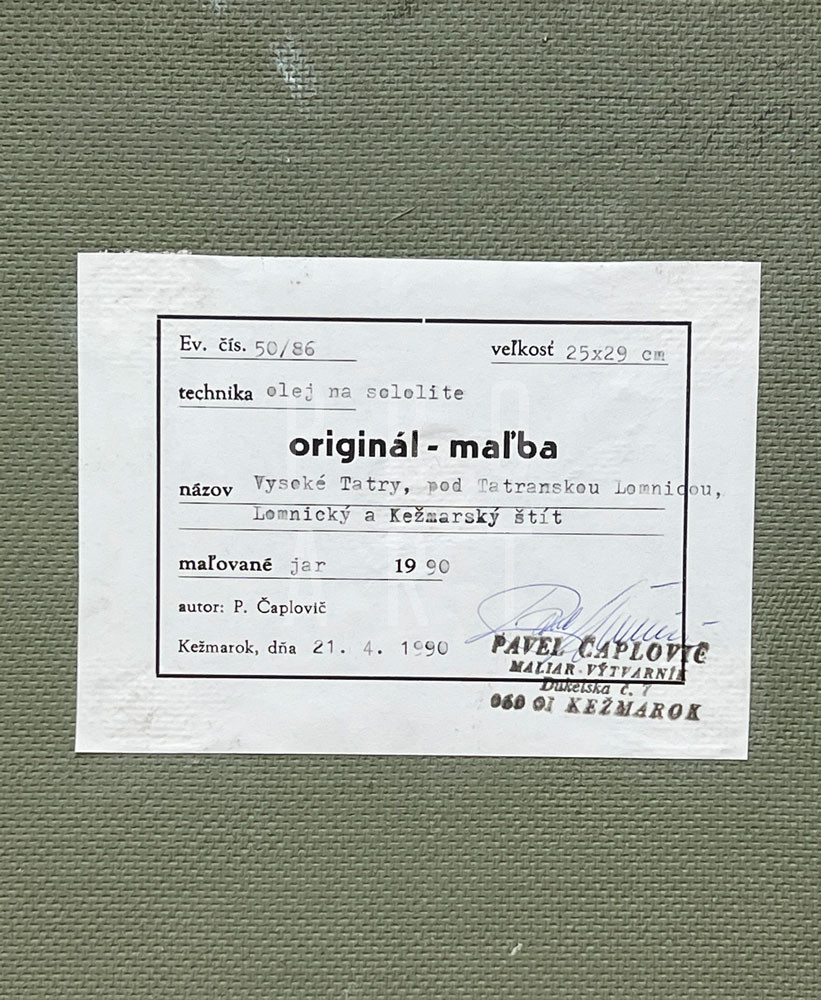 Ev. čís. 50/86 veľkosť 25x29 cm
technika olej na sololite
originál - maľba
názov Vysoké Tatry, pod Tatranskou Lomnicou,
Lomnický a Kežmarský štít
maľované jar 19 90
autor: P. Čaplovič
Kežmarok, dňa 21. 4. 1990
PAVEL ČAPLOVIČ
MALIAR-VÝTVARNÍK
Dukelská č. 7
060 01 KEŽMAROK